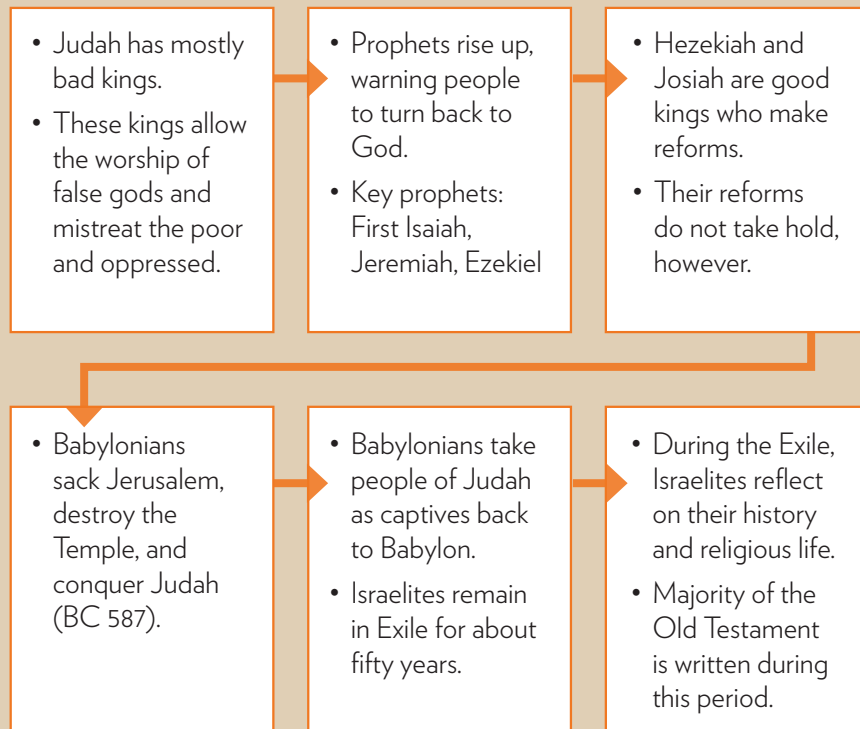 • Judah has mostly
bad kings.
• These kings allow
the worship of
false gods and
mistreat the poor
and oppressed.
• Prophets rise up,
warning people
to turn back to
God.
• Key prophets:
First Isaiah,
Jeremiah, Ezekiel
• Hezekiah and
Josiah are good
kings who make
reforms.
• Their reforms
do not take hold,
however.
• Babylonians
sack Jerusalem,
destroy the
Temple, and
conquer Judah
(BC 587).
• Babylonians take
people of Judah
as captives back
to Babylon.
• Israelites remain
in Exile for about
fifty years.
• During the Exile,
Israelites reflect
on their history
and religious life.
• Majority of the
Old Testament
is written during
this period.